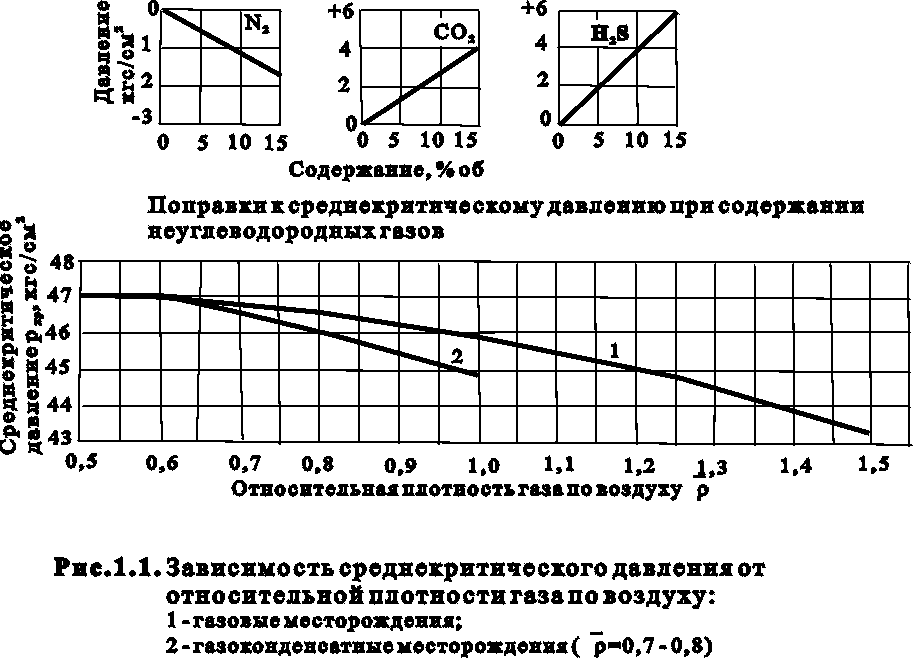 Давление
кгс/см²
0
1
2
-3
N₂
0 5 10 15
+6
4
2
0
CO₂
0 5 10 15
+6
4
2
0
H₂S
0 5 10 15
Содержание, % об
Поправки к среднекритическому давлению при содержании
неуглеводородных газов
Среднекритическое
давление p кр, кгс/см²
48
47
46
45
44
43
2
1
0,5 0,6 0,7 0,8 0,9 1,0 1,1 1,2 1,3 1,4 1,5
Относительная плотность газа по воздуху ρ̅
Рис.1.1. Зависимость среднекритического давления от
относительной плотности газа по воздуху:
1 - газовые месторождения;
2 - газоконденсатные месторождения ( ρ̅=0,7 - 0,8)